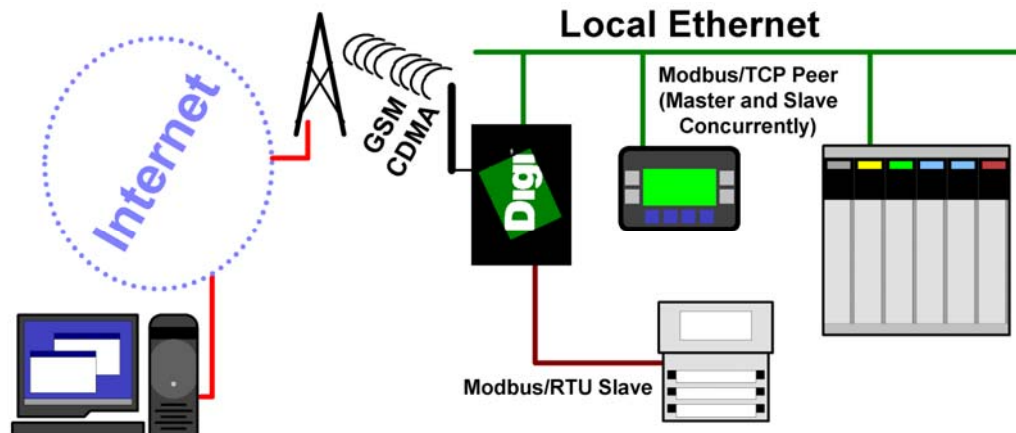 Local Ethernet
Internet
GSM
CDMA
Modbus/TCP Peer
(Master and Slave
Concurrently)
Digi
Modbus/RTU Slave